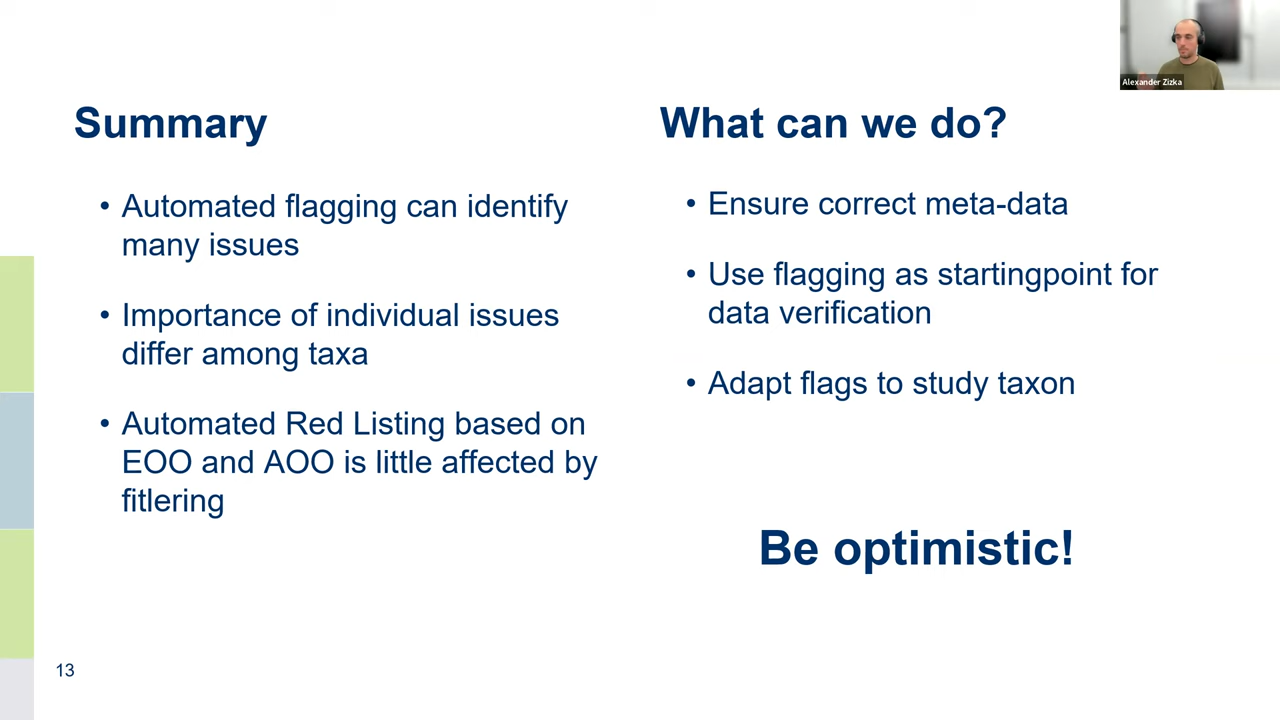 Alexander Zizka
Summary
• Automated flagging can identify
many issues
• Importance of individual issues
differ among taxa
• Automated Red Listing based on
EOO and AOO is little affected by
fitlering
What can we do?
• Ensure correct meta-data
• Use flagging as startingpoint for
data verification
• Adapt flags to study taxon
Be optimistic!
13